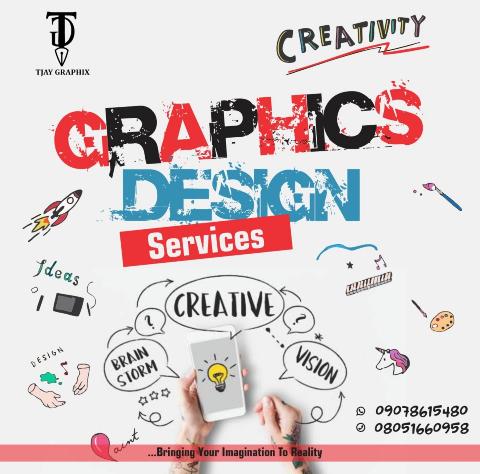 TJAY GRAPHIX
CREATIVITY
GRAPHICS
DESIGN
Services
Ideas
CREATIVE
?
?
BRAIN
STORM
VISION
DESIGN
Paint
09078615480
08051660958
...Bringing Your Imagination To Reality